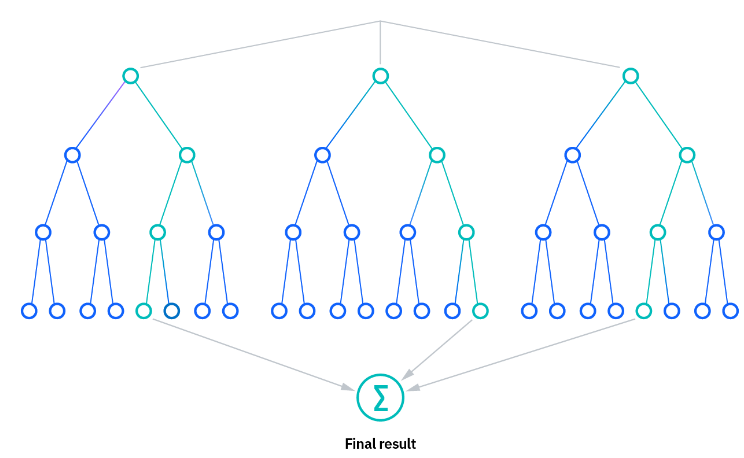 Σ
Final result